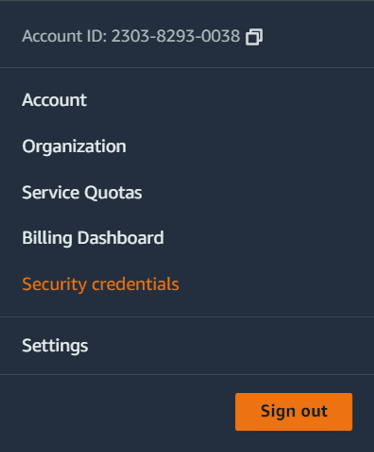 Account ID: 2303-8293-0038
Account
Organization
Service Quotas
Billing Dashboard
Security credentials
Settings
Sign out